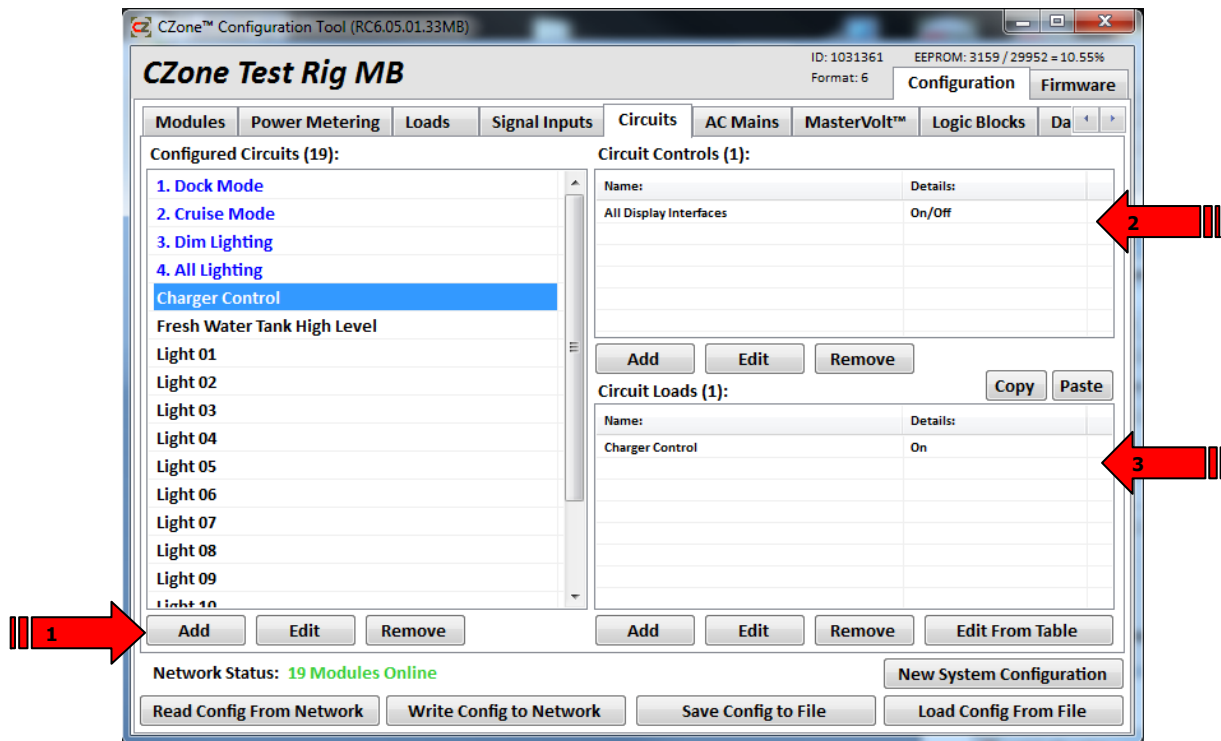 CZone™ Configuration Tool (RC6.05.01.33MB)
CZone Test Rig MB
ID: 1031361
EEPROM: 3159 / 29952 = 10.55%
Format: 6
Configuration
Firmware
Modules
Power Metering
Loads
Signal Inputs
Circuits
AC Mains
MasterVolt™
Logic Blocks
Da
Configured Circuits (19):
1. Dock Mode
2. Cruise Mode
3. Dim Lighting
4. All Lighting
Charger Control
Fresh Water Tank High Level
Light 01
Light 02
Light 03
Light 04
Light 05
Light 06
Light 07
Light 08
Light 09
Light 10
Add
Edit
Remove
1
Circuit Controls (1):
Name:
Details:
All Display Interfaces
On/Off
2
Add
Edit
Remove
Copy
Paste
Circuit Loads (1):
Name:
Details:
Charger Control
On
3
Add
Edit
Remove
Edit From Table
Network Status: 19 Modules Online
New System Configuration
Read Config From Network
Write Config to Network
Save Config to File
Load Config From File